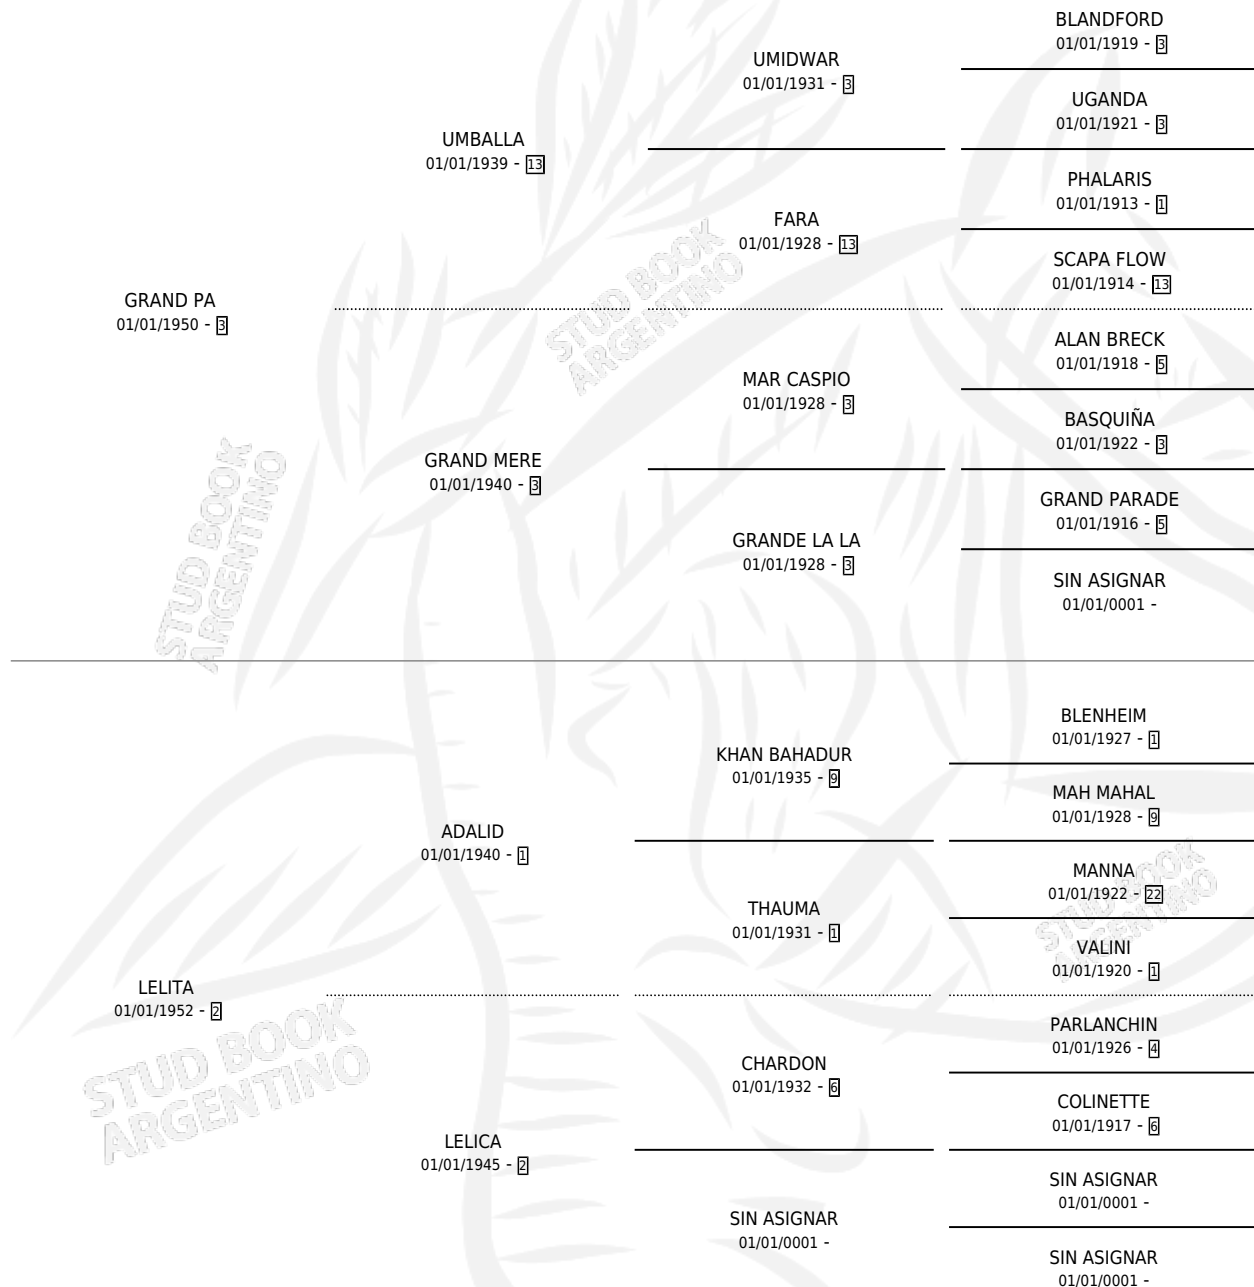 BLANDFORD
01/01/1919 - 3
UMIDWAR
01/01/1931 - 3
UGANDA
01/01/1921 - 3
UMBALLA
01/01/1939 - 13
PHALARIS
01/01/1913 - 1
FARA
01/01/1928 - 13
SCAPA FLOW
01/01/1914 - 13
GRAND PA
01/01/1950 - 3
ALAN BRECK
01/01/1918 - 5
MAR CASPIO
01/01/1928 - 3
BASQUIÑA
01/01/1922 - 3
GRAND MERE
01/01/1940 - 3
GRAND PARADE
01/01/1916 - 5
GRANDE LA LA
01/01/1928 - 3
SIN ASIGNAR
01/01/0001 -
STUD BOOK
ARGENTINO
STUD BOOK
ARGENTINO
BLENHEIM
01/01/1927 - 1
KHAN BAHADUR
01/01/1935 - 9
MAH MAHAL
01/01/1928 - 9
ADALID
01/01/1940 - 1
MANNA
01/01/1922 - 22
THAUMA
01/01/1931 - 1
VALINI
01/01/1920 - 1
LELITA
01/01/1952 - 2
PARLANCHIN
01/01/1926 - 4
CHARDON
01/01/1932 - 6
COLINETTE
01/01/1917 - 6
LELICA
01/01/1945 - 2
SIN ASIGNAR
01/01/0001 -
SIN ASIGNAR
01/01/0001 -
SIN ASIGNAR
01/01/0001 -
STUD BOOK
ARGENTINO
STUD BOOK
ARGENTINO